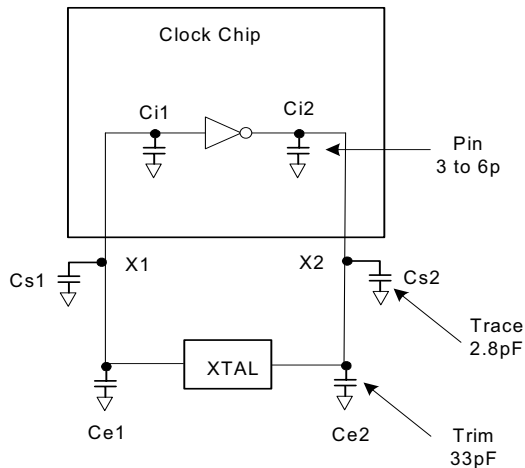 Clock Chip
Ci1
Ci2
Pin
3 to 6p
X1
X2
Cs1
Cs2
Trace
2.8pF
XTAL
Ce1
Ce2
Trim
33pF